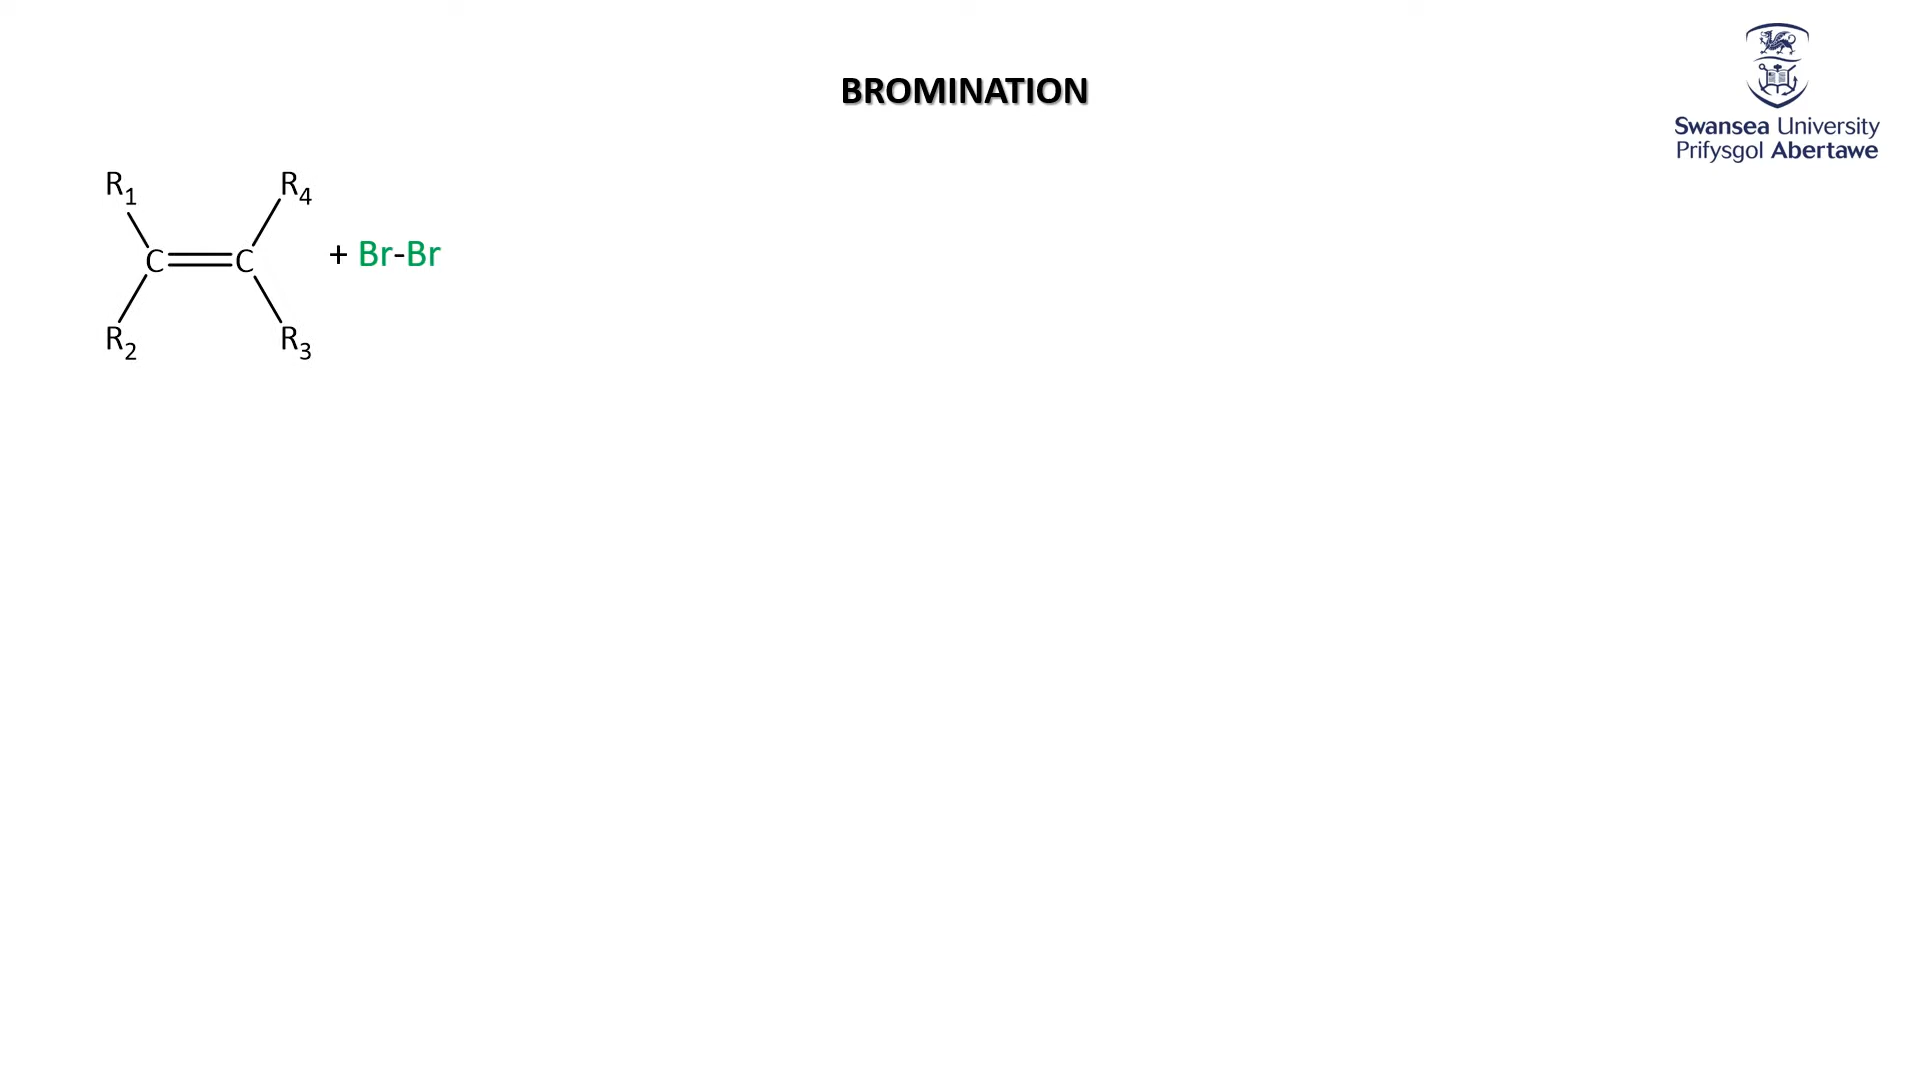 BROMINATION
Swansea University
Prifysgol Abertawe
R1 R4
C C + Br-Br
R2 R3